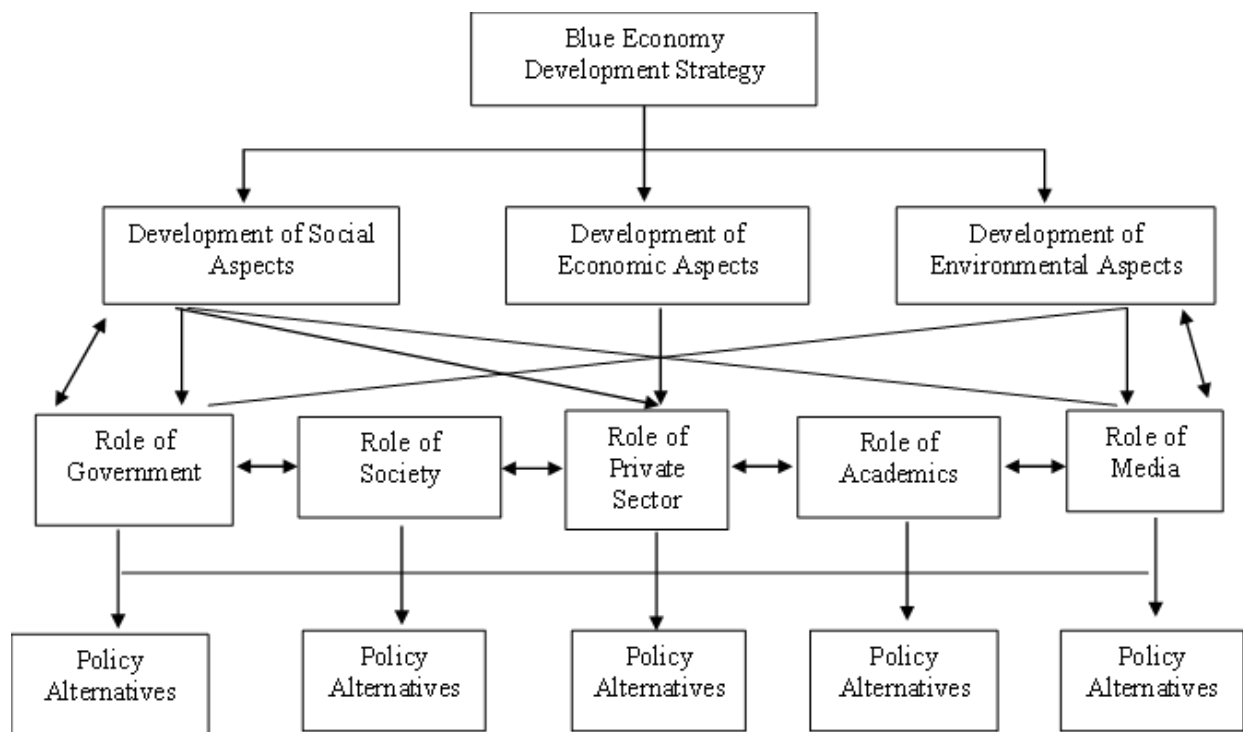 Blue Economy
Development Strategy
Development of Social
Aspects
Development of
Economic Aspects
Development of
Environmental Aspects
Role of
Government
Role of
Society
Role of
Private
Sector
Role of
Academics
Role of
Media
Policy
Alternatives
Policy
Alternatives
Policy
Alternatives
Policy
Alternatives
Policy
Alternatives